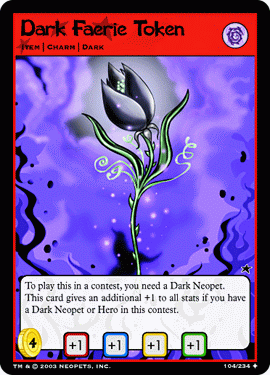 Dark Faerie Token
Item | Charm | Dark
To play this in a contest, you need a Dark Neopet.
This card gives an additional +1 to all stats if you have
a Dark Neopet or Hero in this contest.
4
+1 +1 +1 +1
TM & © 2003 NEOPETS, INC. 104/234